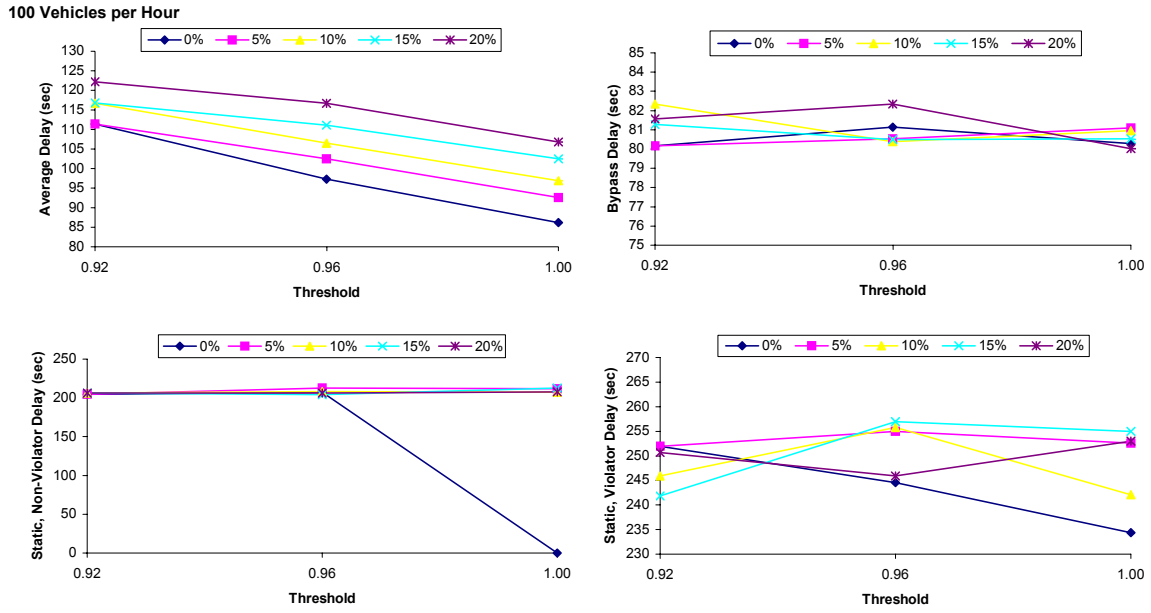 100 Vehicles per Hour
0% 5% 10% 15% 20%
Average Delay (sec)
130
125
120
115
110
105
100
95
90
85
80
0.92 0.96 1.00
Threshold
0% 5% 10% 15% 20%
Bypass Delay (sec)
85
84
83
82
81
80
79
78
77
76
75
0.92 0.96 1.00
Threshold
0% 5% 10% 15% 20%
Static, Non-Violator Delay (sec)
250
200
150
100
50
0
0.92 0.96 1.00
Threshold
0% 5% 10% 15% 20%
Static, Violator Delay (sec)
270
265
260
255
250
245
240
235
230
0.92 0.96 1.00
Threshold